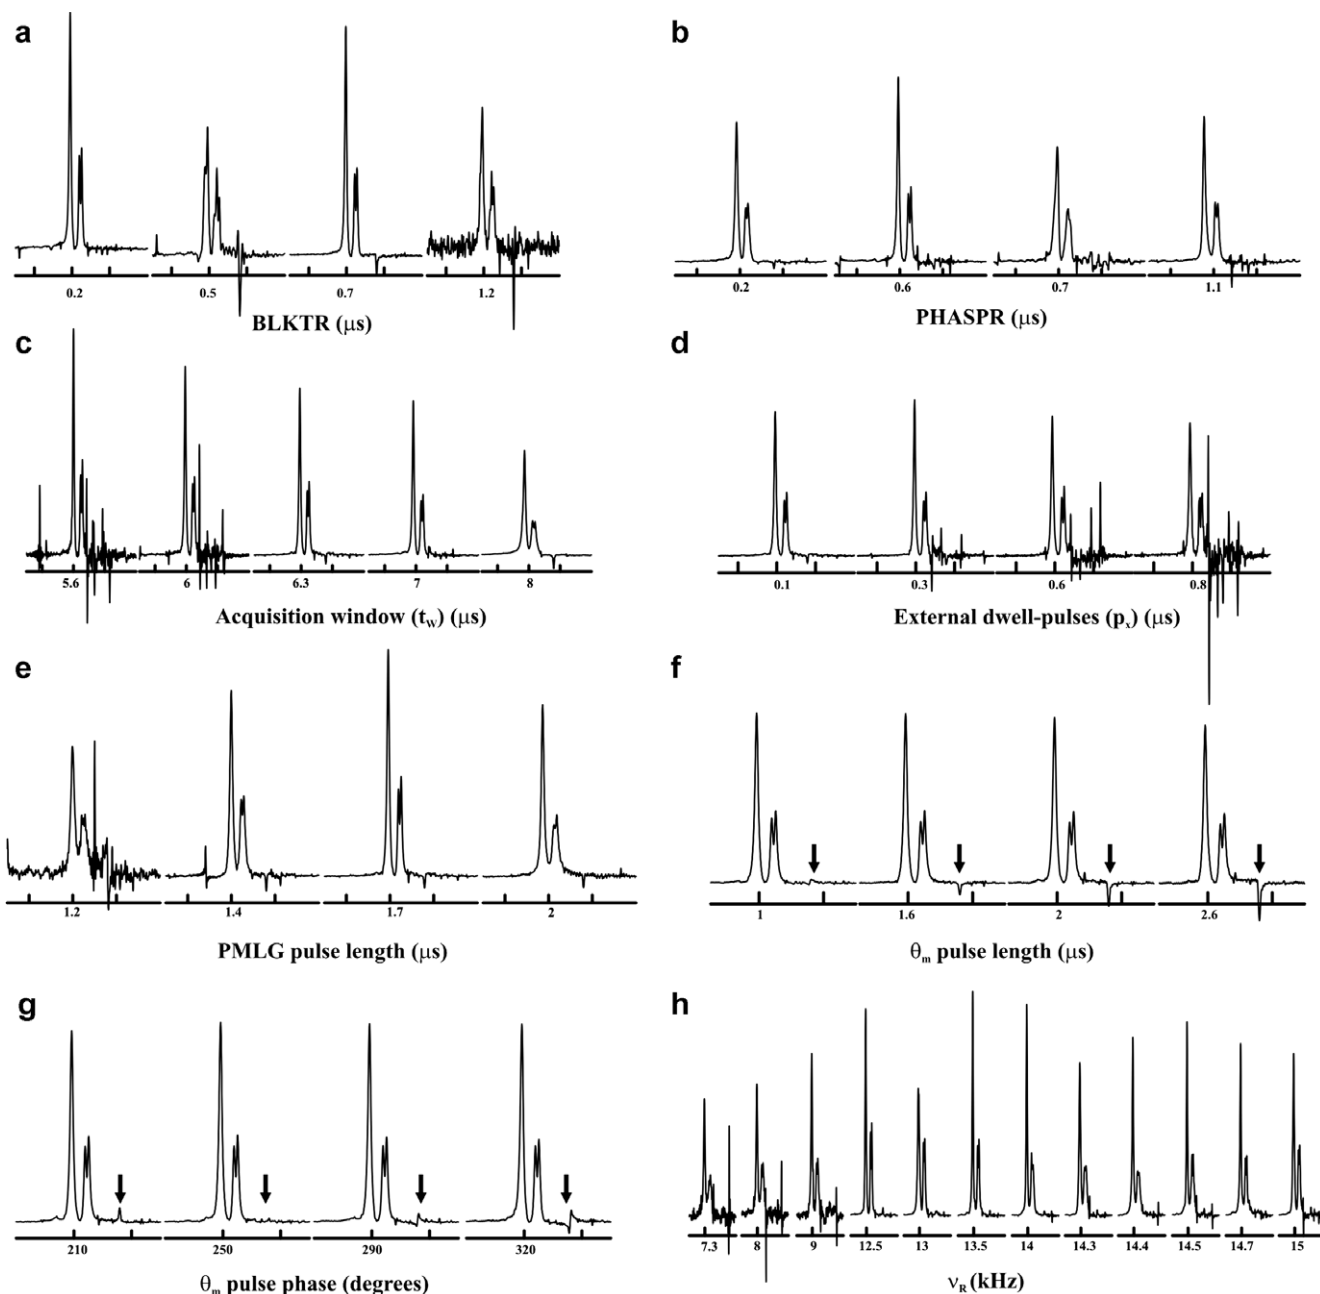 a
b
0.2 0.5 0.7 1.2
BLKTR (μs)
0.2 0.6 0.7 1.1
PHASPR (μs)
c
d
5.6 6 6.3 7 8
Acquisition window (tw) (μs)
0.1 0.3 0.6 0.8
External dwell-pulses (px) (μs)
e
f
1.2 1.4 1.7 2
PMLG pulse length (μs)
1 1.6 2 2.6
θm pulse length (μs)
g
h
210 250 290 320
θm pulse phase (degrees)
7.3 8 9 12.5 13 13.5 14 14.3 14.4 14.5 14.7 15
νR (kHz)